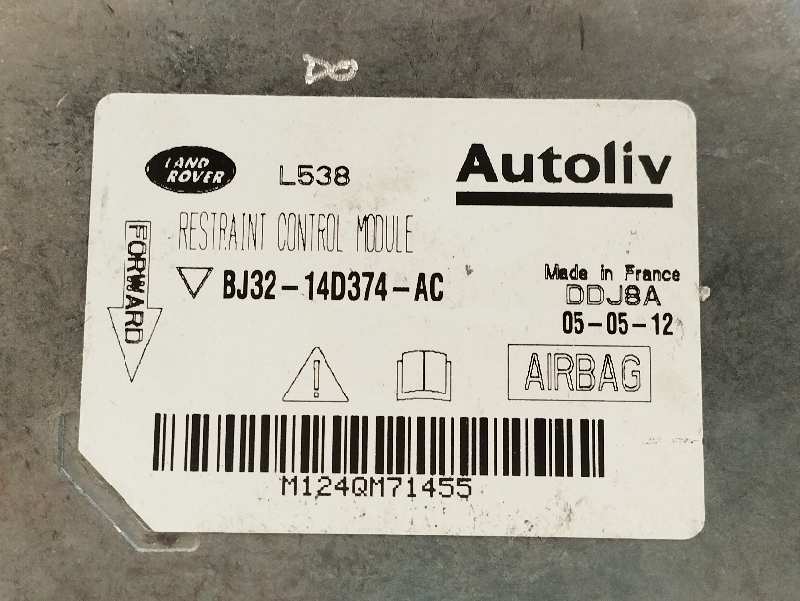 8
LAND
ROVER
L538
Autoliv
RESTRAINT CONTROL MODULE
FORWARD
BJ32-14D374-AC
Made in France
DDJ8A
05-05-12
AIRBAG
M124QM71455